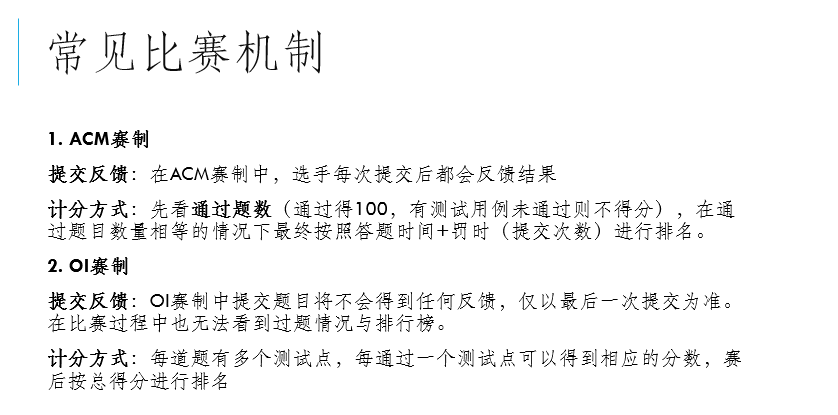 常见比赛机制
1. ACM赛制
提交反馈：在ACM赛制中，选手每次提交后都会反馈结果
计分方式：先看通过题数（通过得100，有测试用例未通过则不得分），在通
过题目数量相等的情况下最终按照答题时间+罚时（提交次数）进行排名。
2. OI赛制
提交反馈：OI赛制中提交题目将不会得到任何反馈，仅以最后一次提交为准。
在比赛过程中也无法看到过题情况与排行榜。
计分方式：每道题有多个测试点，每通过一个测试点可以得到相应的分数，赛
后按总得分进行排名